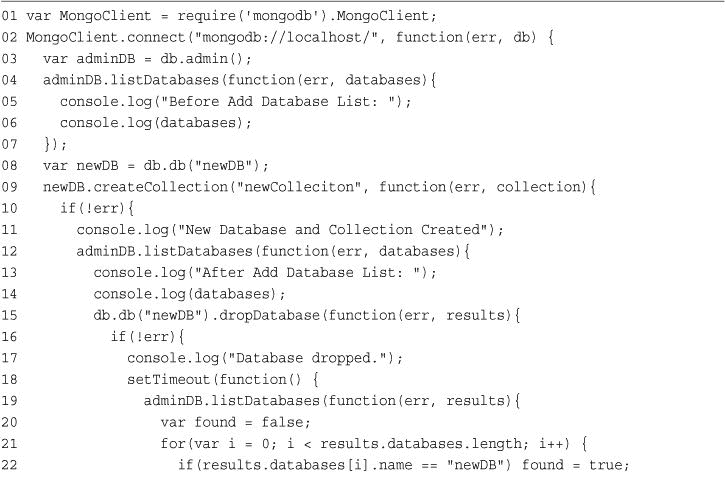 01 var MongoClient = require('mongodb').MongoClient;
02 MongoClient.connect("mongodb://localhost/", function(err, db) {
03   var adminDB = db.admin();
04   adminDB.listDatabases(function(err, databases){
05     console.log("Before Add Database List: ");
06     console.log(databases);
07   });
08   var newDB = db.db("newDB");
09   newDB.createCollection("newColleciton", function(err, collection){
10     if(!err){
11       console.log("New Database and Collection Created");
12       adminDB.listDatabases(function(err, databases){
13         console.log("After Add Database List: ");
14         console.log(databases);
15         db.db("newDB").dropDatabase(function(err, results){
16           if(!err){
17             console.log("Database dropped.");
18             setTimeout(function() {
19               adminDB.listDatabases(function(err, results){
20                 var found = false;
21                 for(var i = 0; i < results.databases.length; i++) {
22                   if(results.databases[i].name == "newDB") found = true;